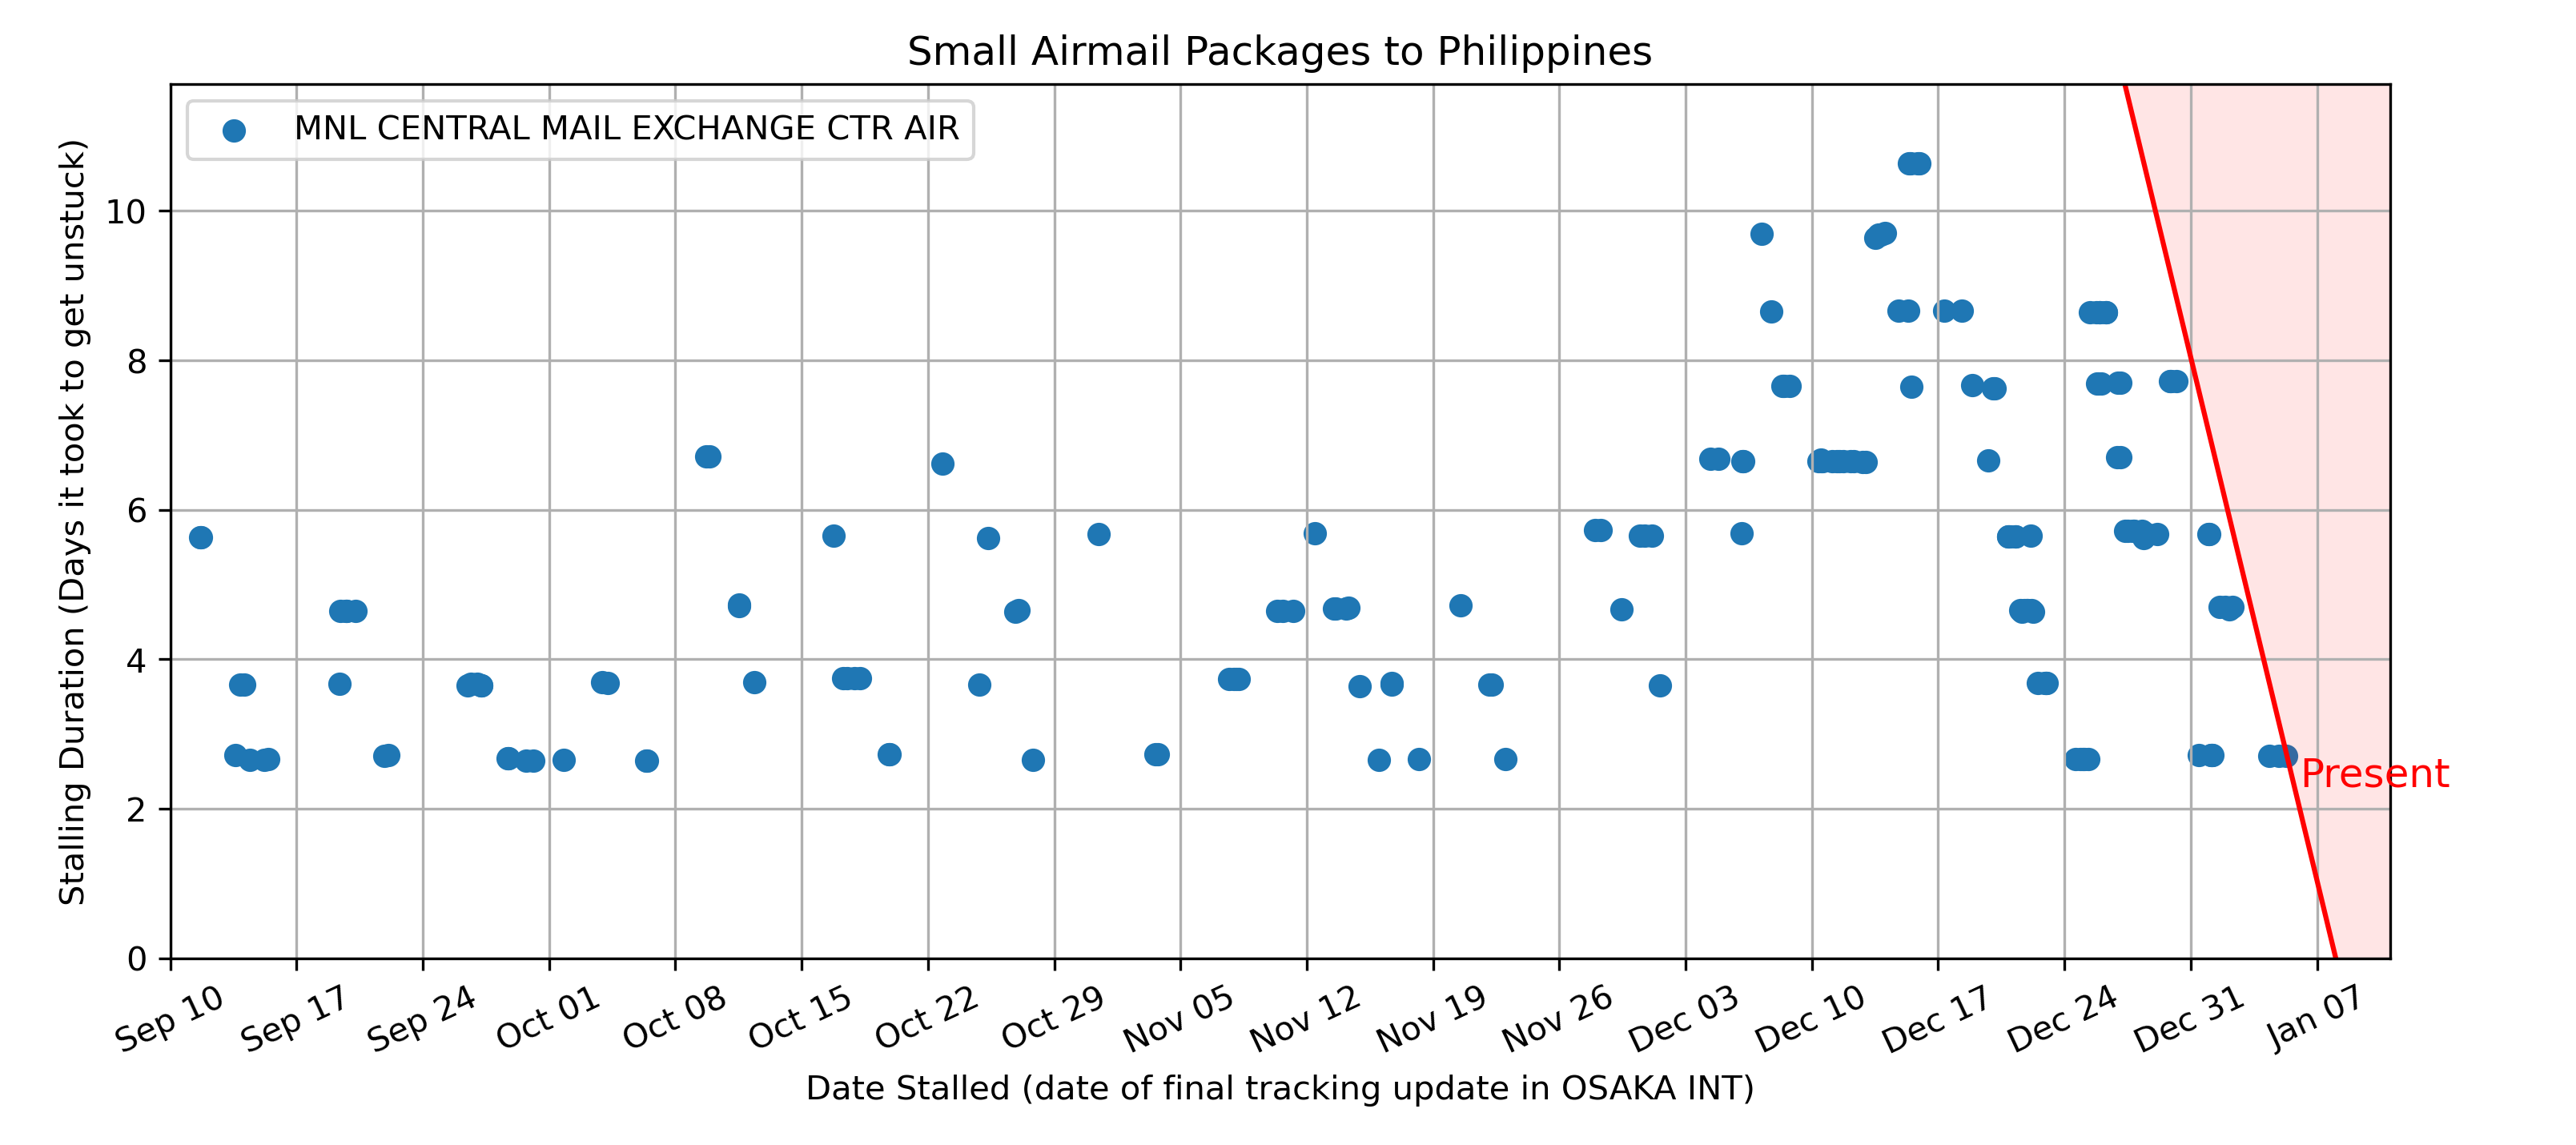 Small Airmail Packages to Philippines
MNL CENTRAL MAIL EXCHANGE CTR AIR
Stalling Duration (Days it took to get unstuck)
10
8
6
4
2
0
Present
Sep 10
Sep 17
Sep 24
Oct 01
Oct 08
Oct 15
Oct 22
Oct 29
Nov 05
Nov 12
Nov 19
Nov 26
Dec 03
Dec 10
Dec 17
Dec 24
Dec 31
Jan 07
Date Stalled (date of final tracking update in OSAKA INT)